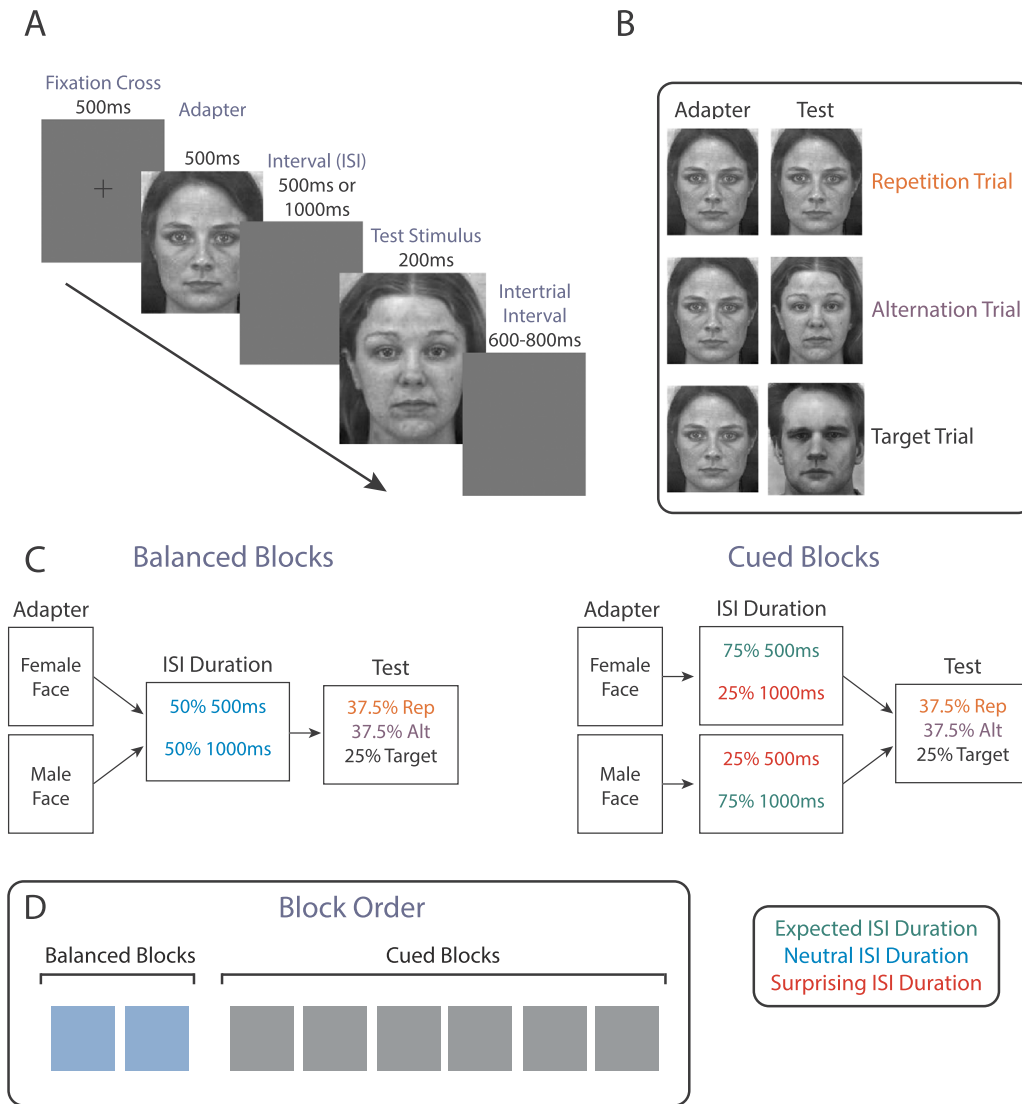 A
Fixation Cross
500ms
Adapter
500ms
Interval (ISI)
500ms or
1000ms
Test Stimulus
200ms
Intertrial
Interval
600-800ms
B
Adapter
Test
Repetition Trial
Alternation Trial
Target Trial
C
Balanced Blocks
Adapter
Female
Face
Male
Face
ISI Duration
50% 500ms
50% 1000ms
Test
37.5% Rep
37.5% Alt
25% Target
Cued Blocks
Adapter
Female
Face
Male
Face
ISI Duration
75% 500ms
25% 1000ms
25% 500ms
75% 1000ms
Test
37.5% Rep
37.5% Alt
25% Target
D
Block Order
Balanced Blocks
Cued Blocks
Expected ISI Duration
Neutral ISI Duration
Surprising ISI Duration